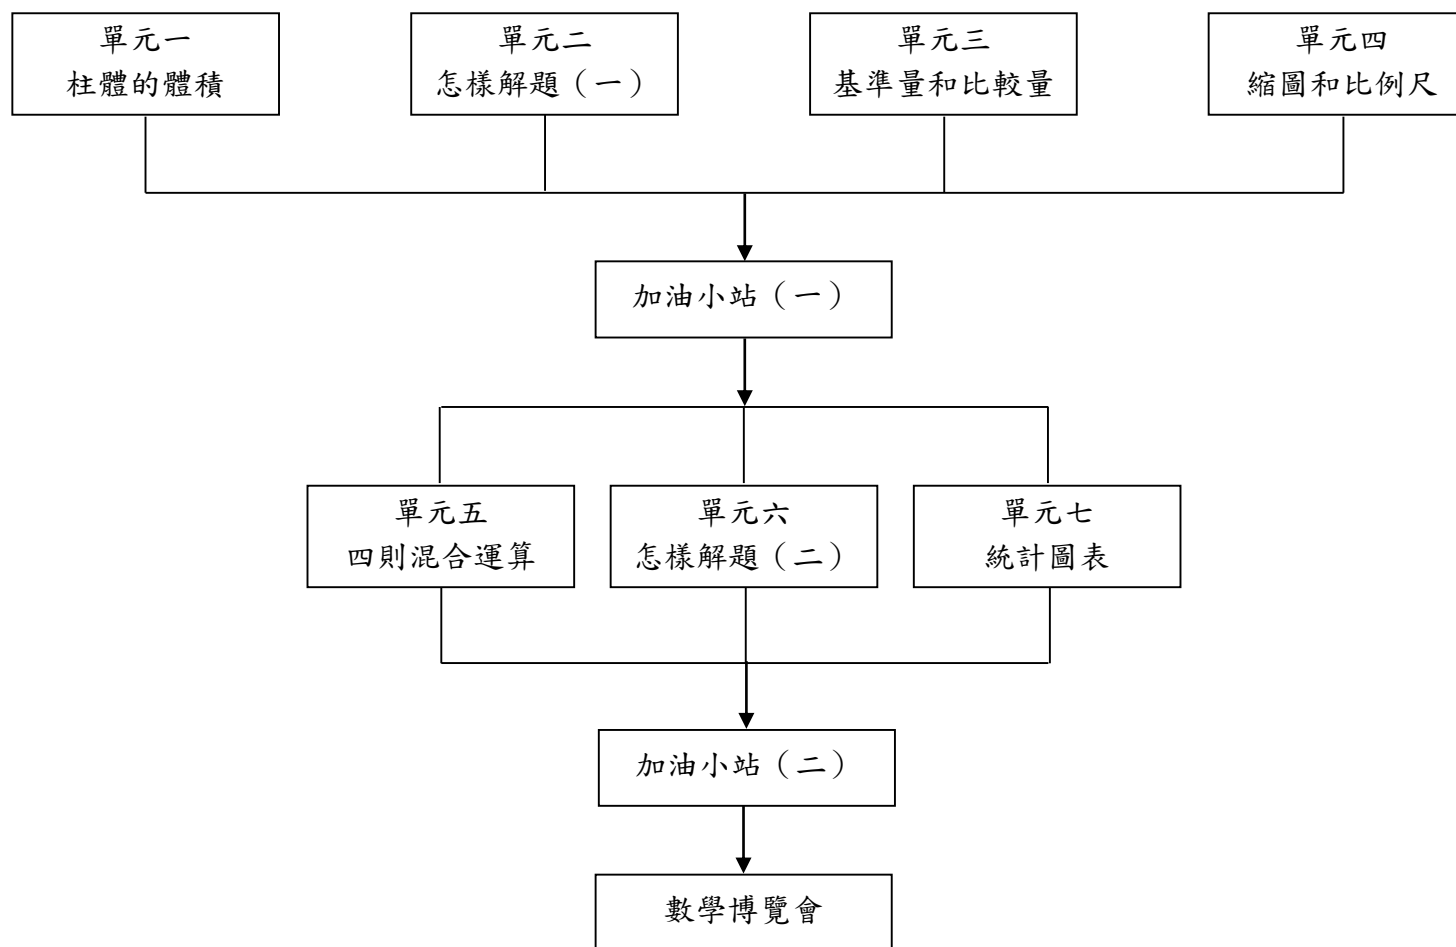 單元一
柱體的體積
單元二
怎樣解題（一）
單元三
基準量和比較量
單元四
縮圖和比例尺
加油小站（一）
單元五
四則混合運算
單元六
怎樣解題（二）
單元七
統計圖表
加油小站（二）
數學博覽會